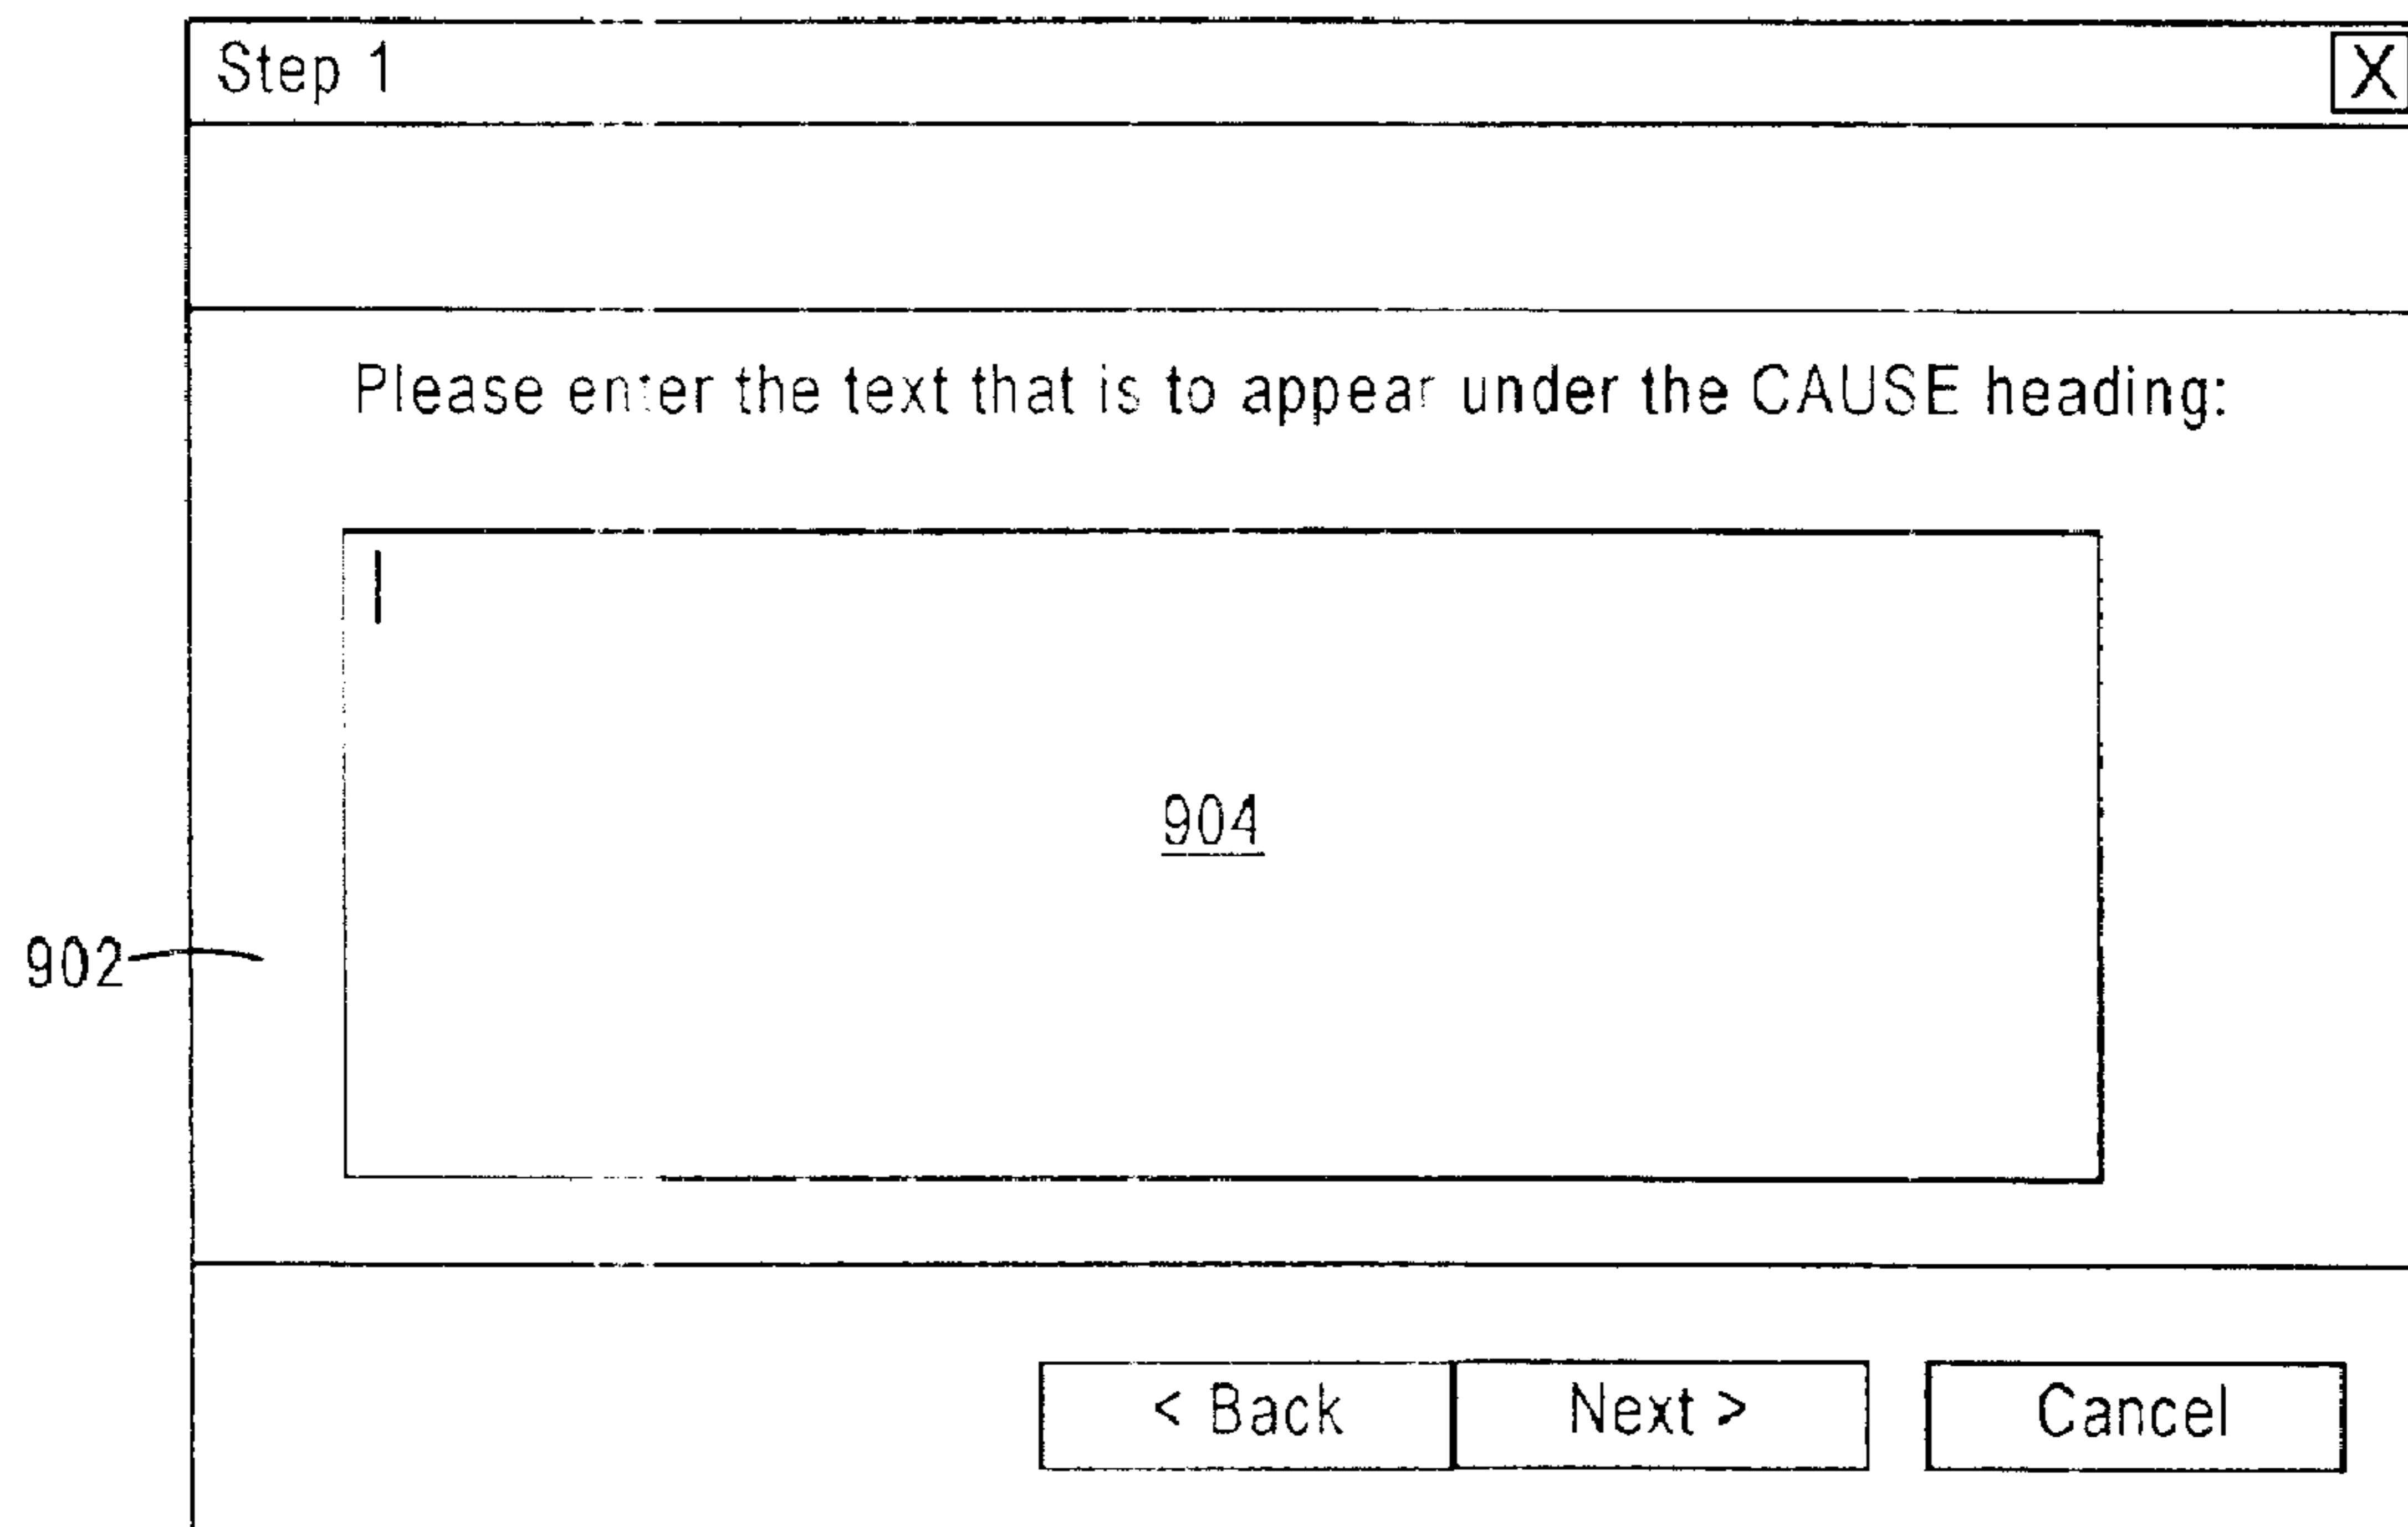 Step 1 X
Please enter the text that is to appear under the CAUSE heading:
904
902
< Back Next > Cancel